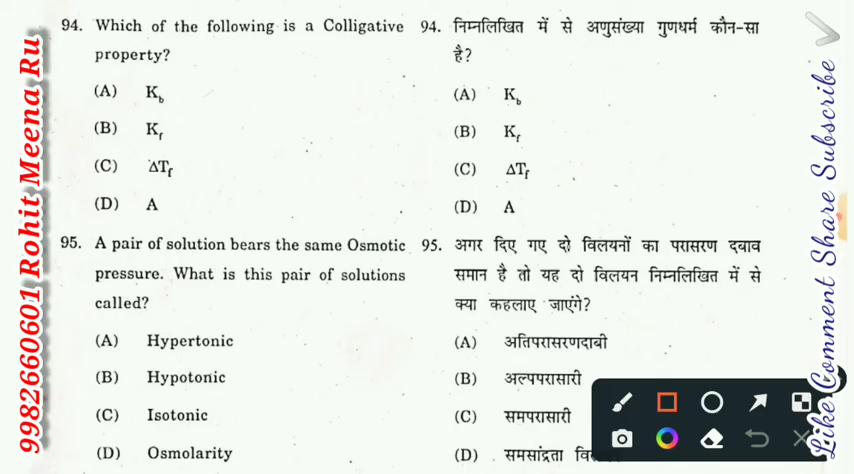 9982660601 Rohit Meena Ru
94. Which of the following is a Colligative
property?
(A) K_b
(B) K_f
(C) ΔT_f
(D) A
95. A pair of solution bears the same Osmotic
pressure. What is this pair of solutions
called?
(A) Hypertonic
(B) Hypotonic
(C) Isotonic
(D) Osmolarity
94. निम्नलिखित में से अणुसंख्या गुणधर्म कौन-सा
है?
(A) K_b
(B) K_f
(C) ΔT_f
(D) A
95. अगर दिए गए दो विलयनों का परासरण दबाव
समान है तो यह दो विलयन निम्नलिखित में से
क्या कहलाए जाएंगे?
(A) अतिपरासरणदाबी
(B) अल्पपरासारी
(C) समपरासारी
(D) समसांद्रता
Like Comment Share Subscribe